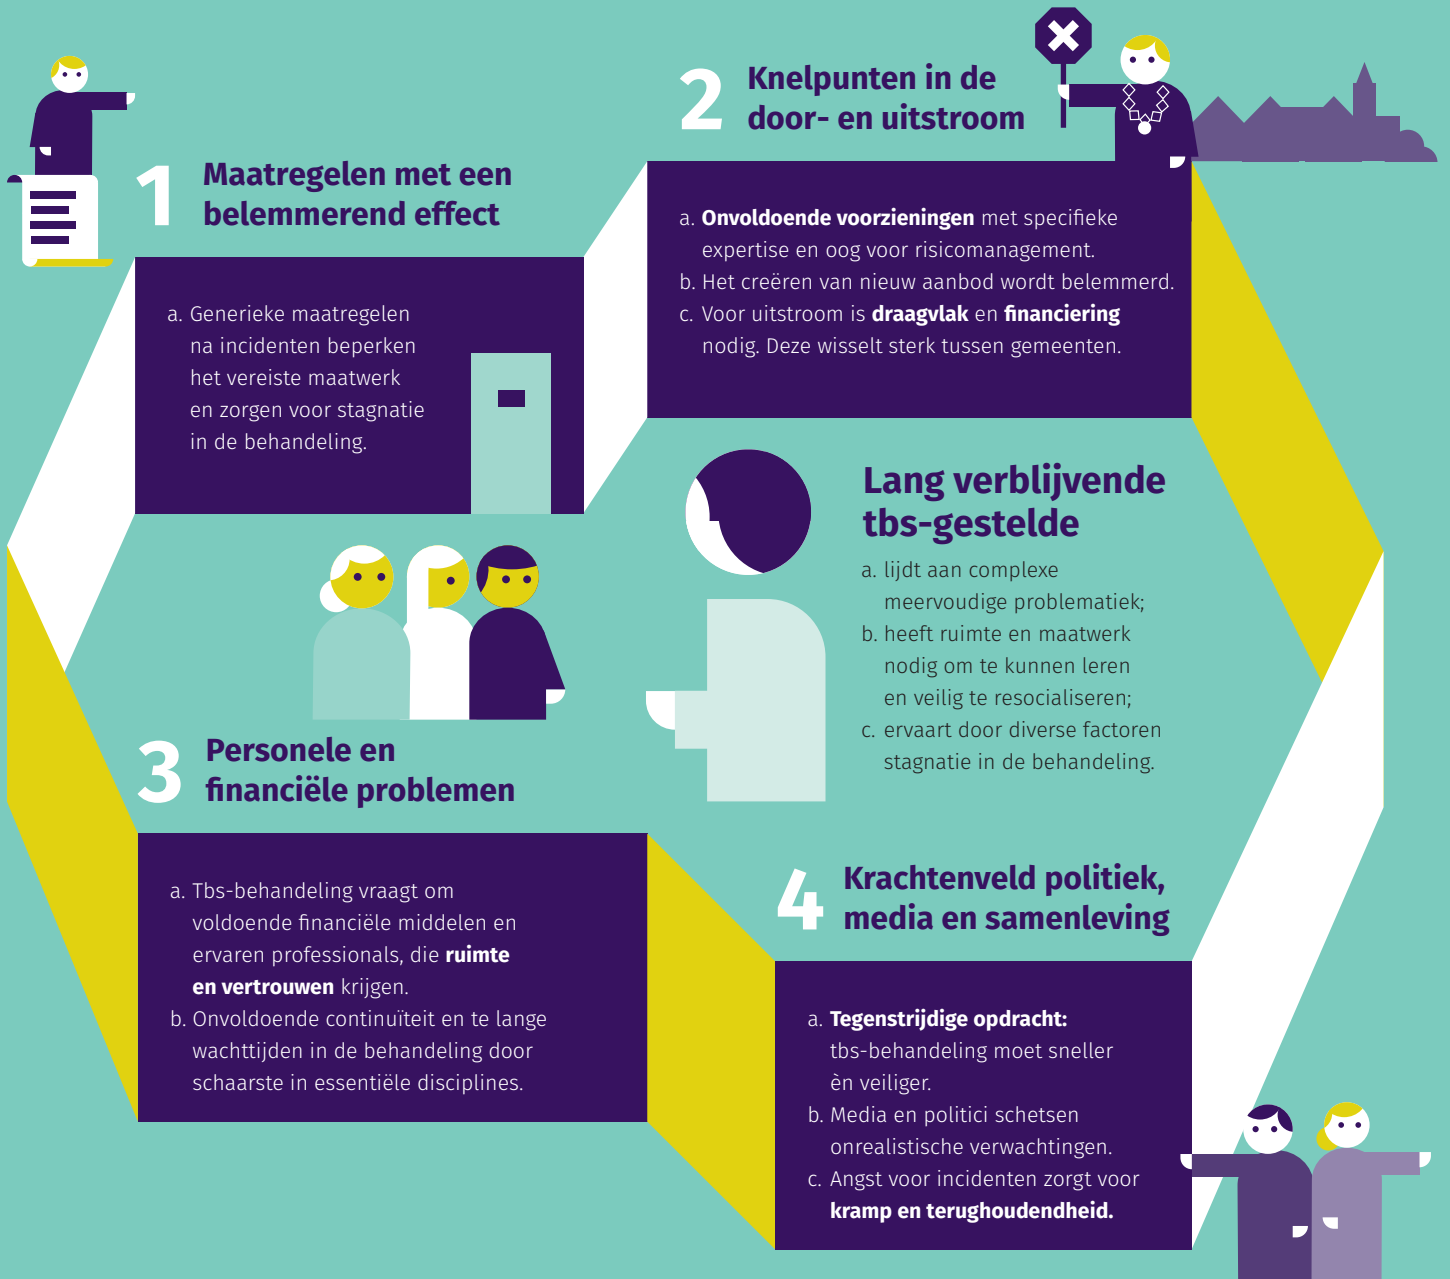 1
Maatregelen met een
belemmerend effect
a. Generieke maatregelen
na incidenten beperken
het vereiste maatwerk
en zorgen voor stagnatie
in de behandeling.
2
Knelpunten in de
door- en uitstroom
a. Onvoldoende voorzieningen met specifieke
expertise en oog voor risicomanagement.
b. Het creëren van nieuw aanbod wordt belemmerd.
c. Voor uitstroom is draagvlak en financiering
nodig. Deze wisselt sterk tussen gemeenten.
Lang verblijvende
tbs-gestelde
a. lijdt aan complexe
meervoudige problematiek;
b. heeft ruimte en maatwerk
nodig om te kunnen leren
en veilig te resocialiseren;
c. ervaart door diverse factoren
stagnatie in de behandeling.
3
Personele en
financiële problemen
a. Tbs-behandeling vraagt om
voldoende financiële middelen en
ervaren professionals, die ruimte
en vertrouwen krijgen.
b. Onvoldoende continuïteit en te lange
wachttijden in de behandeling door
schaarste in essentiële disciplines.
4
Krachtenveld politiek,
media en samenleving
a. Tegenstrijdige opdracht:
tbs-behandeling moet sneller
èn veiliger.
b. Media en politici schetsen
onrealistische verwachtingen.
c. Angst voor incidenten zorgt voor
kramp en terughoudendheid.